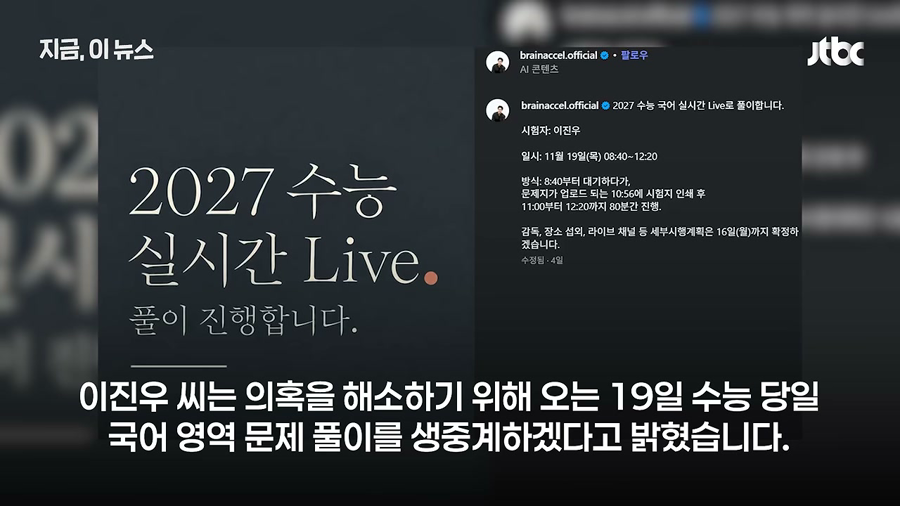 지금, 이 뉴스
jtbc
2027 수능
실시간 Live.
풀이 진행합니다.
brainaccel.official • 팔로우
AI 콘텐츠
brainaccel.official 2027 수능 국어 실시간 Live로 풀이합니다.
시험자: 이진우
일시: 11월 19일(목) 08:40~12:20
방식: 8:40부터 대기하다가,
문제지가 업로드 되는 10:56에 시험지 인쇄 후
11:00부터 12:20까지 80분간 진행.
감독, 장소 섭외, 라이브 채널 등 세부시행계획은 16일(월)까지 확정하
겠습니다.
수정됨 · 4일
이진우 씨는 의혹을 해소하기 위해 오는 19일 수능 당일
국어 영역 문제 풀이를 생중계하겠다고 밝혔습니다.